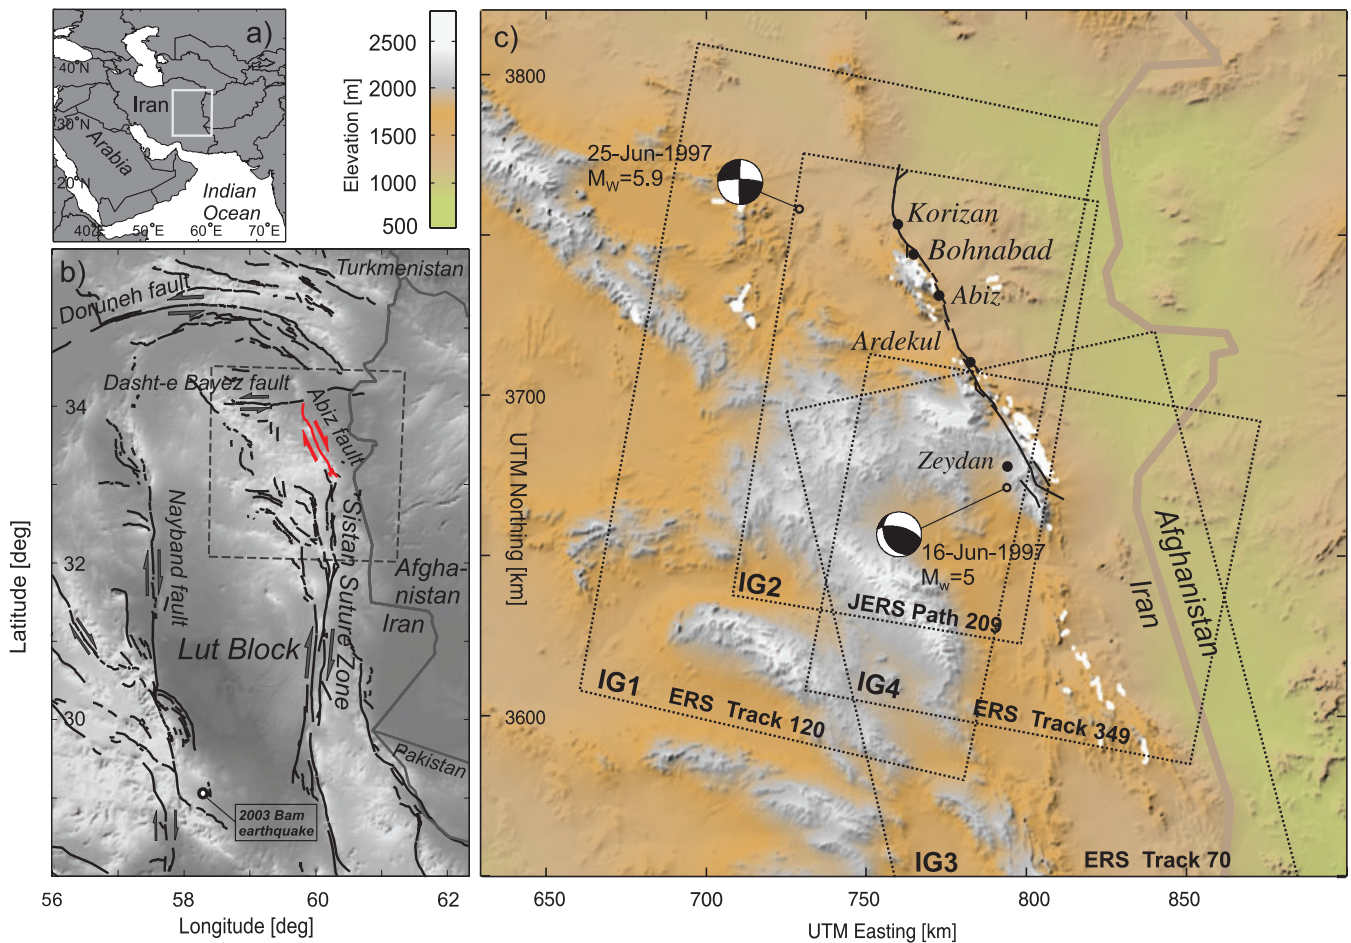 a)
40°N
30°N
20°N
40°
50°E
60°E
70°E
Iran
Arabia
Indian
Ocean
Elevation [m]
2500
2000
1500
1000
500
b)
Turkmenistan
Doruneh fault
Dasht-e Bayez fault
Abiz fault
Nayband fault
Sistan Suture Zone
Lut Block
Afgha-
nistan
Iran
Pakistan
2003 Bam
earthquake
34
32
30
56
58
60
62
Latitude [deg]
Longitude [deg]
c)
3800
3700
3600
UTM Northing [km]
25-Jun-1997
MW=5.9
Korizan
Bohnabad
Abiz
Ardekul
Zeydan
16-Jun-1997
Mw=5
IG2
JERS Path 209
IG1
ERS Track 120
IG4
ERS Track 349
IG3
ERS Track 70
Iran
Afghanistan
650
700
750
800
850
UTM Easting [km]